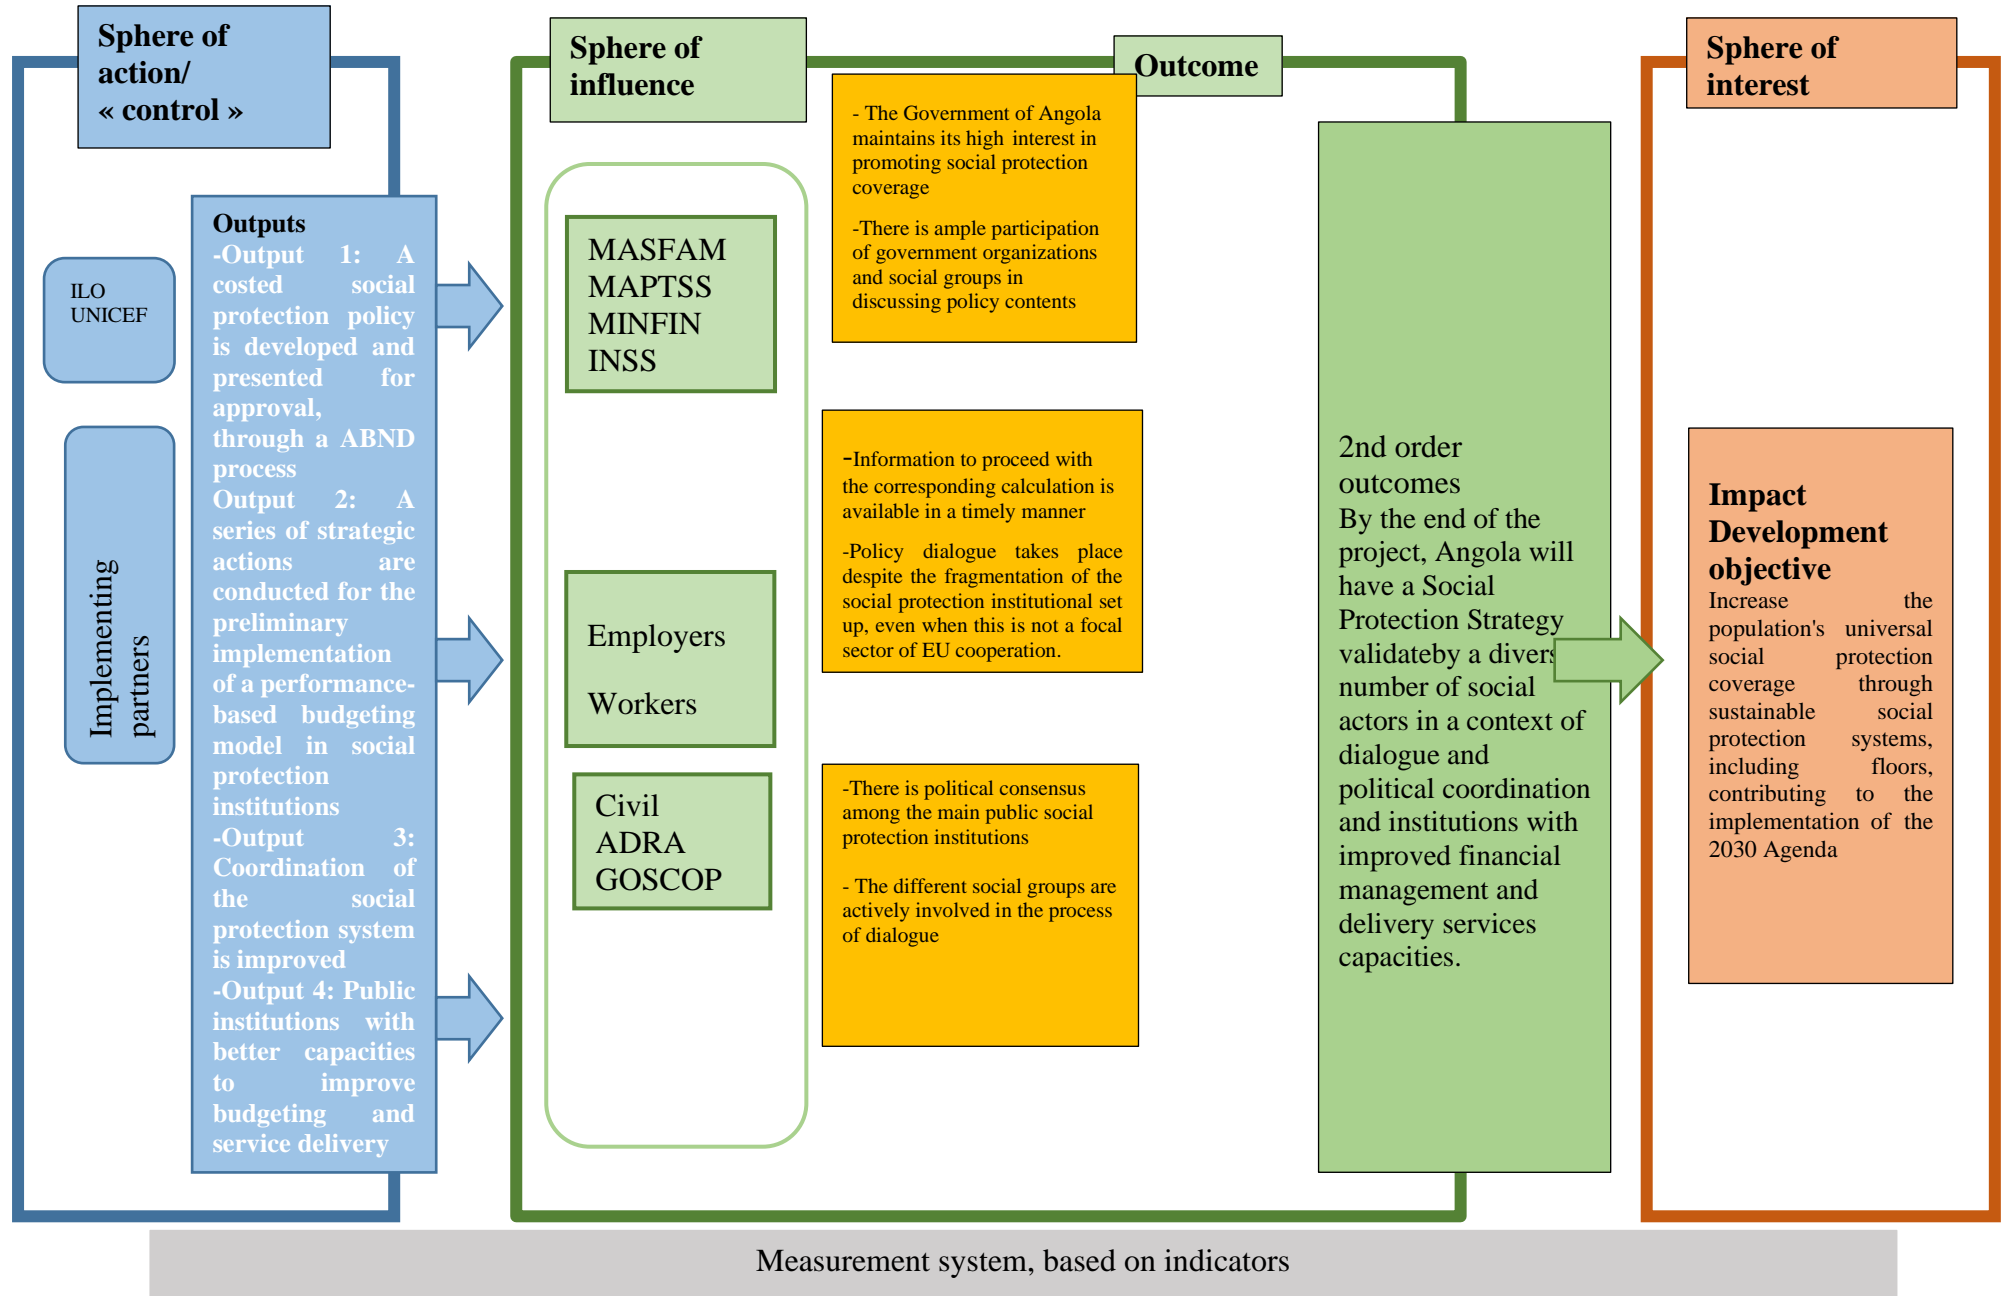 Sphere of
action/
« control »
ILO
UNICEF
Implementing
partners
Outputs
-Output 1: A
costed social
protection policy
is developed and
presented for
approval,
through a ABND
process
Output 2: A
series of strategic
actions are
conducted for the
preliminary
implementation
of a performance-
based budgeting
model in social
protection
institutions
-Output 3:
Coordination of
the social
protection system
is improved
-Output 4: Public
institutions with
better capacities
to improve
budgeting and
service delivery
Sphere of
influence
MASFAM
MAPTSS
MINFIN
INSS
Employers
Workers
Civil
ADRA
GOSCOP
Outcome
- The Government of Angola
maintains its high interest in
promoting social protection
coverage
-There is ample participation
of government organizations
and social groups in
discussing policy contents
-Information to proceed with
the corresponding calculation is
available in a timely manner
-Policy dialogue takes place
despite the fragmentation of the
social protection institutional set
up, even when this is not a focal
sector of EU cooperation.
-There is political consensus
among the main public social
protection institutions
- The different social groups are
actively involved in the process
of dialogue
2nd order
outcomes
By the end of the
project, Angola will
have a Social
Protection Strategy
validateby a divers
number of social
actors in a context of
dialogue and
political coordination
and institutions with
improved financial
management and
delivery services
capacities.
Sphere of
interest
Impact
Development
objective
Increase the
population's universal
social protection
coverage through
sustainable social
protection systems,
including floors,
contributing to the
implementation of the
2030 Agenda
Measurement system, based on indicators